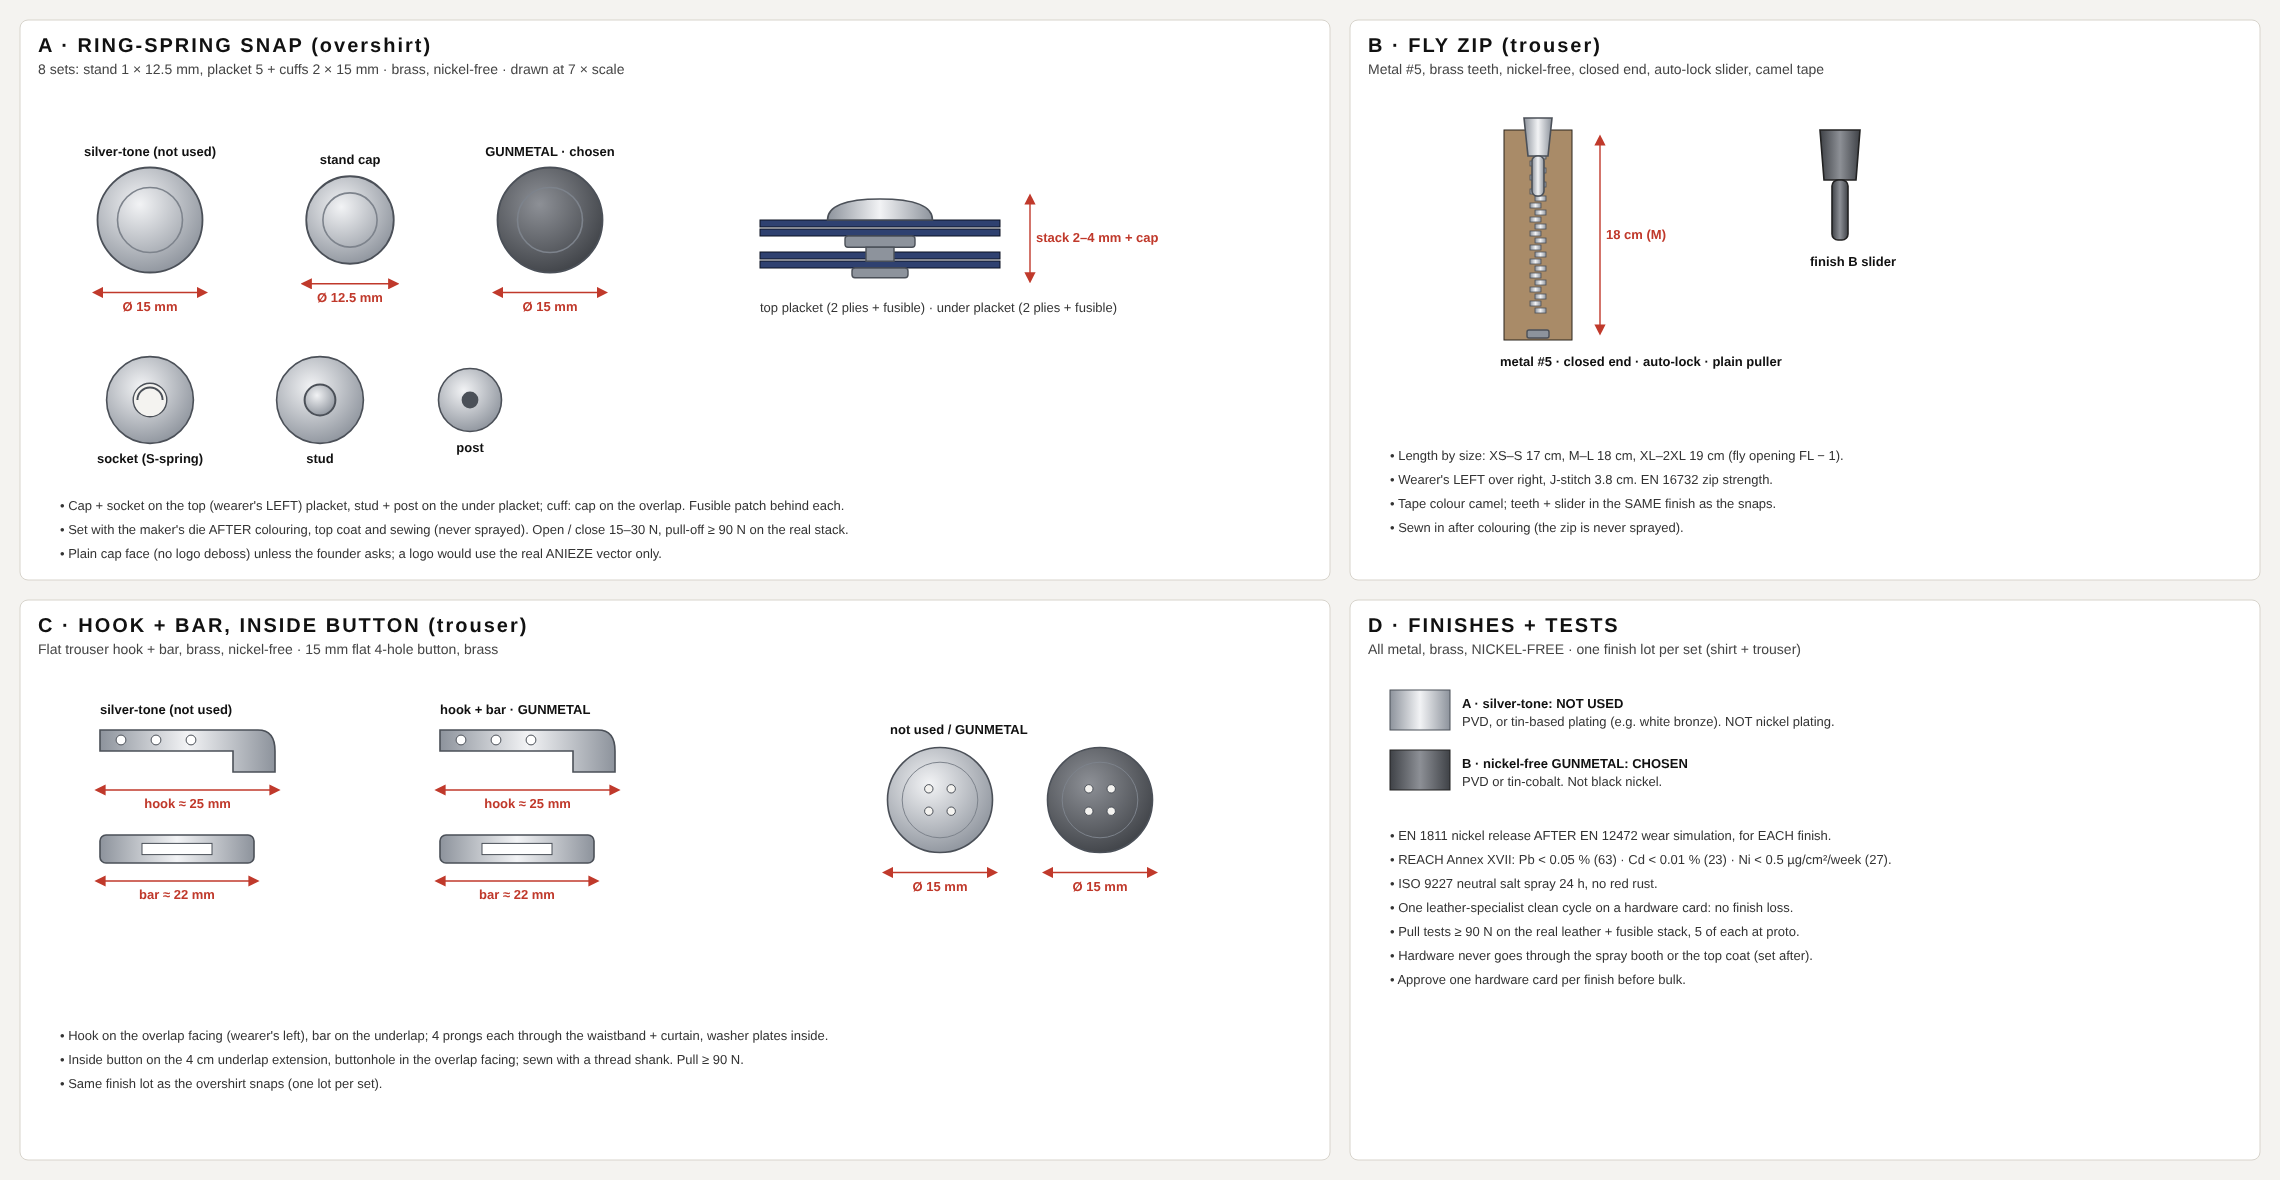 A · RING-SPRING SNAP (overshirt)
8 sets: stand 1 × 12.5 mm, placket 5 + cuffs 2 × 15 mm · brass, nickel-free · drawn at 7 × scale
silver-tone (not used)
stand cap
GUNMETAL · chosen
Ø 15 mm
Ø 12.5 mm
Ø 15 mm
stack 2–4 mm + cap
top placket (2 plies + fusible) · under placket (2 plies + fusible)
socket (S-spring)
stud
post
• Cap + socket on the top (wearer's LEFT) placket, stud + post on the under placket; cuff: cap on the overlap. Fusible patch behind each.
• Set with the maker's die AFTER colouring, top coat and sewing (never sprayed). Open / close 15–30 N, pull-off ≥ 90 N on the real stack.
• Plain cap face (no logo deboss) unless the founder asks; a logo would use the real ANIEZE vector only.
B · FLY ZIP (trouser)
Metal #5, brass teeth, nickel-free, closed end, auto-lock slider, camel tape
18 cm (M)
finish B slider
metal #5 · closed end · auto-lock · plain puller
• Length by size: XS–S 17 cm, M–L 18 cm, XL–2XL 19 cm (fly opening FL − 1).
• Wearer's LEFT over right, J-stitch 3.8 cm. EN 16732 zip strength.
• Tape colour camel; teeth + slider in the SAME finish as the snaps.
• Sewn in after colouring (the zip is never sprayed).
C · HOOK + BAR, INSIDE BUTTON (trouser)
Flat trouser hook + bar, brass, nickel-free · 15 mm flat 4-hole button, brass
silver-tone (not used)
hook + bar · GUNMETAL
not used / GUNMETAL
hook ≈ 25 mm
hook ≈ 25 mm
bar ≈ 22 mm
bar ≈ 22 mm
Ø 15 mm
Ø 15 mm
• Hook on the overlap facing (wearer's left), bar on the underlap; 4 prongs each through the waistband + curtain, washer plates inside.
• Inside button on the 4 cm underlap extension, buttonhole in the overlap facing; sewn with a thread shank. Pull ≥ 90 N.
• Same finish lot as the overshirt snaps (one lot per set).
D · FINISHES + TESTS
All metal, brass, NICKEL-FREE · one finish lot per set (shirt + trouser)
A · silver-tone: NOT USED
PVD, or tin-based plating (e.g. white bronze). NOT nickel plating.
B · nickel-free GUNMETAL: CHOSEN
PVD or tin-cobalt. Not black nickel.
• EN 1811 nickel release AFTER EN 12472 wear simulation, for EACH finish.
• REACH Annex XVII: Pb < 0.05 % (63) · Cd < 0.01 % (23) · Ni < 0.5 µg/cm²/week (27).
• ISO 9227 neutral salt spray 24 h, no red rust.
• One leather-specialist clean cycle on a hardware card: no finish loss.
• Pull tests ≥ 90 N on the real leather + fusible stack, 5 of each at proto.
• Hardware never goes through the spray booth or the top coat (set after).
• Approve one hardware card per finish before bulk.